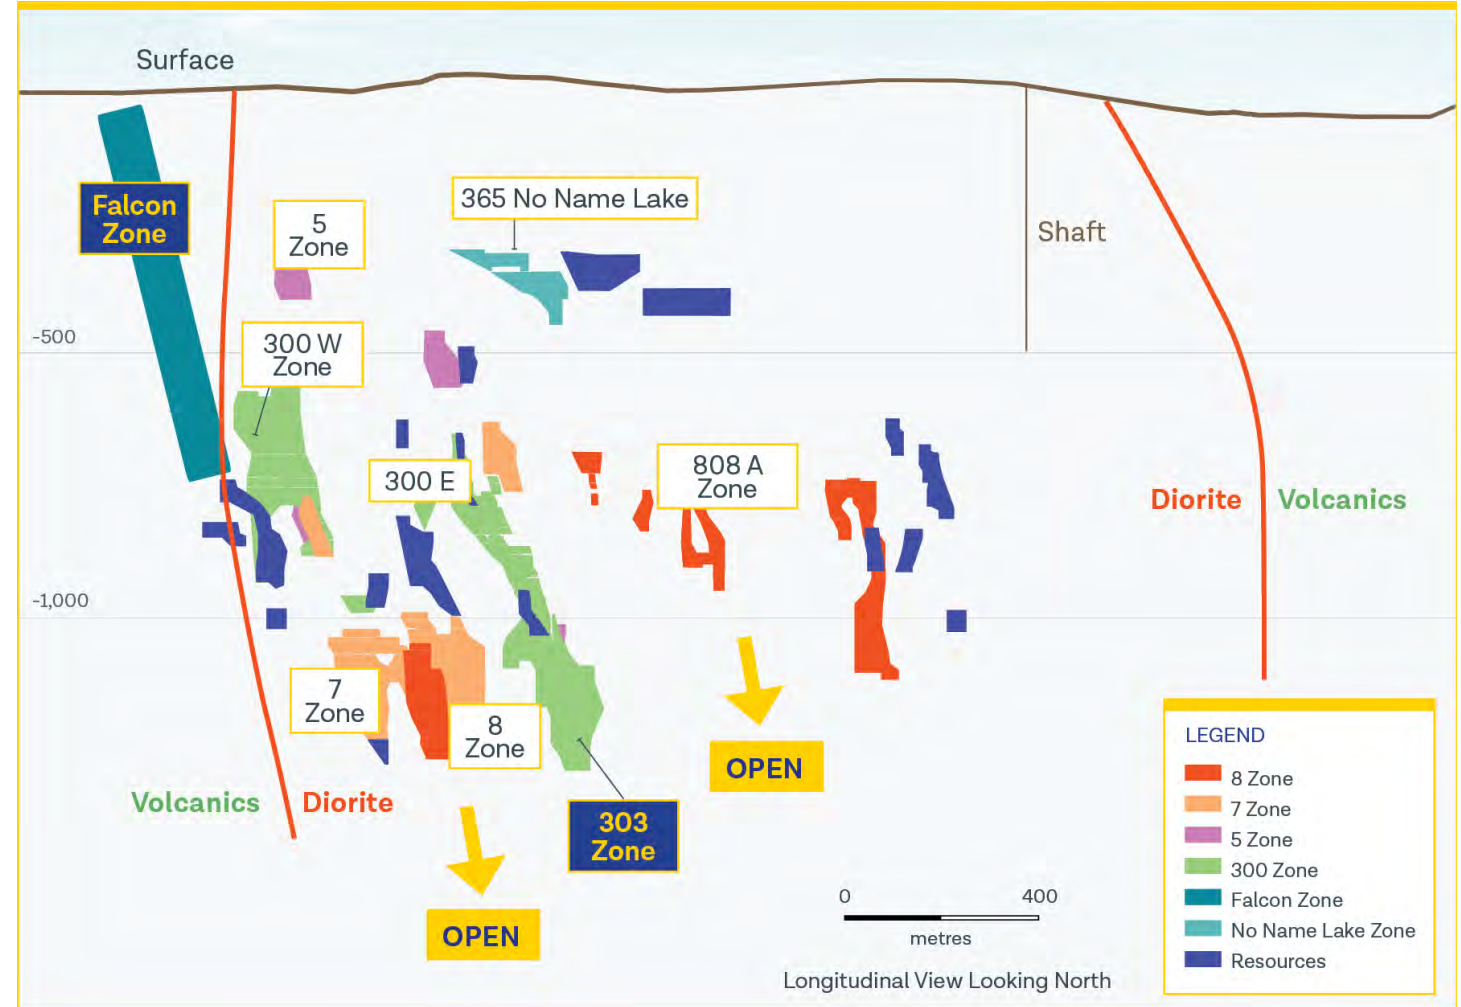 Surface
Falcon
Zone
5
Zone
365 No Name Lake
Shaft
-500
300 W
Zone
300 E
808 A
Zone
Diorite
Volcanics
-1,000
7
Zone
8
Zone
OPEN
Volcanics
Diorite
303
Zone
OPEN
0
400
metres
Longitudinal View Looking North
LEGEND
8 Zone
7 Zone
5 Zone
300 Zone
Falcon Zone
No Name Lake Zone
Resources